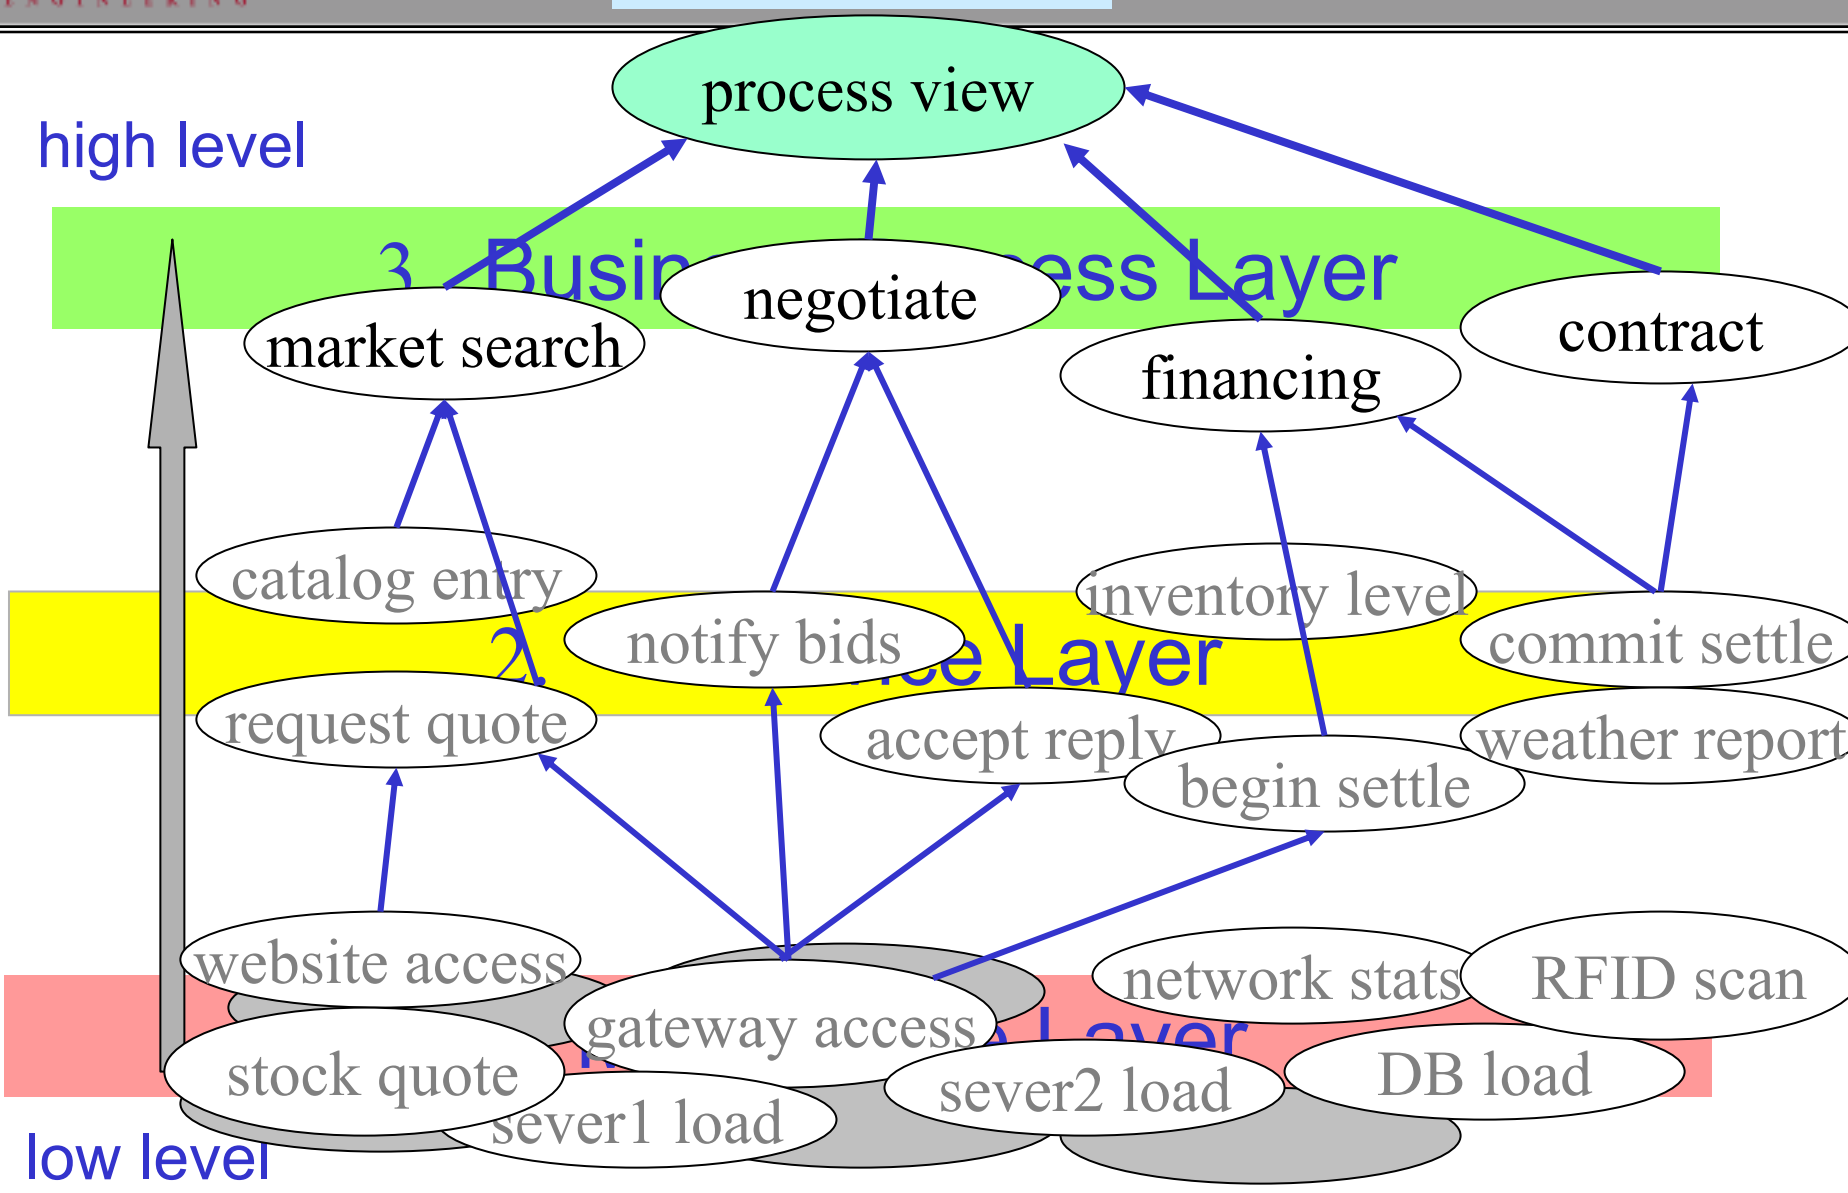 process view
high level
3. Layer
negotiate
market search
contract
financing
catalog entry
inventory level
2. Layer
notify bids
commit settle
request quote
accept reply
weather report
begin settle
website access
network stats
RFID scan
gateway access
Layer
stock quote
DB load
sever2 load
sever1 load
low level